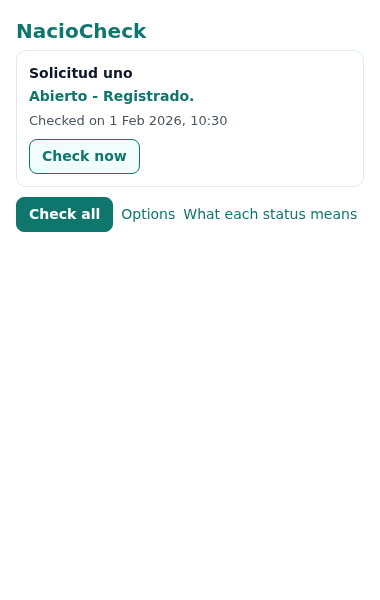 NacioCheck
Solicitud uno
Abierto - Registrado.
Checked on 1 Feb 2026, 10:30
Check now
Check all Options What each status means